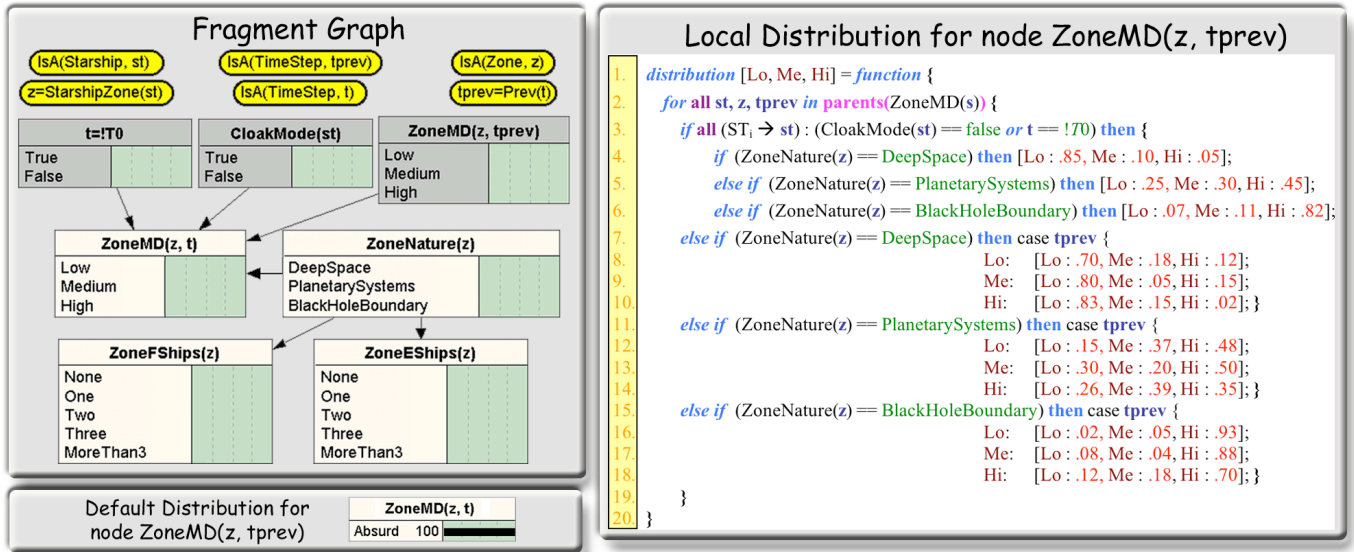 Fragment Graph
IsA(Starship, st)
IsA(TimeStep, tprev)
IsA(Zone, z)
z=StarshipZone(st)
IsA(TimeStep, t)
tprev=Prev(t)
t=!T0
True
False
CloakMode(st)
True
False
ZoneMD(z, tprev)
Low
Medium
High
ZoneMD(z, t)
Low
Medium
High
ZoneNature(z)
DeepSpace
PlanetarySystems
BlackHoleBoundary
ZoneFShips(z)
None
One
Two
Three
MoreThan3
ZoneEShips(z)
None
One
Two
Three
MoreThan3
Default Distribution for
node ZoneMD(z, tprev)
ZoneMD(z, t)
Absurd 100
Local Distribution for node ZoneMD(z, tprev)
1. distribution [Lo, Me, Hi] = function {
2. for all st, z, tprev in parents(ZoneMD(s)) {
3. if all (STi → st) : (CloakMode(st) == false or t == !T0) then {
4. if (ZoneNature(z) == DeepSpace) then [Lo : .85, Me : .10, Hi : .05];
5. else if (ZoneNature(z) == PlanetarySystems) then [Lo : .25, Me : .30, Hi : .45];
6. else if (ZoneNature(z) == BlackHoleBoundary) then [Lo : .07, Me : .11, Hi : .82];
7. else if (ZoneNature(z) == DeepSpace) then case tprev {
8. Lo: [Lo : .70, Me : .18, Hi : .12];
9. Me: [Lo : .80, Me : .05, Hi : .15];
10. Hi: [Lo : .83, Me : .15, Hi : .02]; }
11. else if (ZoneNature(z) == PlanetarySystems) then case tprev {
12. Lo: [Lo : .15, Me : .37, Hi : .48];
13. Me: [Lo : .30, Me : .20, Hi : .50];
14. Hi: [Lo : .26, Me : .39, Hi : .35]; }
15. else if (ZoneNature(z) == BlackHoleBoundary) then case tprev {
16. Lo: [Lo : .02, Me : .05, Hi : .93];
17. Me: [Lo : .08, Me : .04, Hi : .88];
18. Hi: [Lo : .12, Me : .18, Hi : .70]; }
19. }
20. }